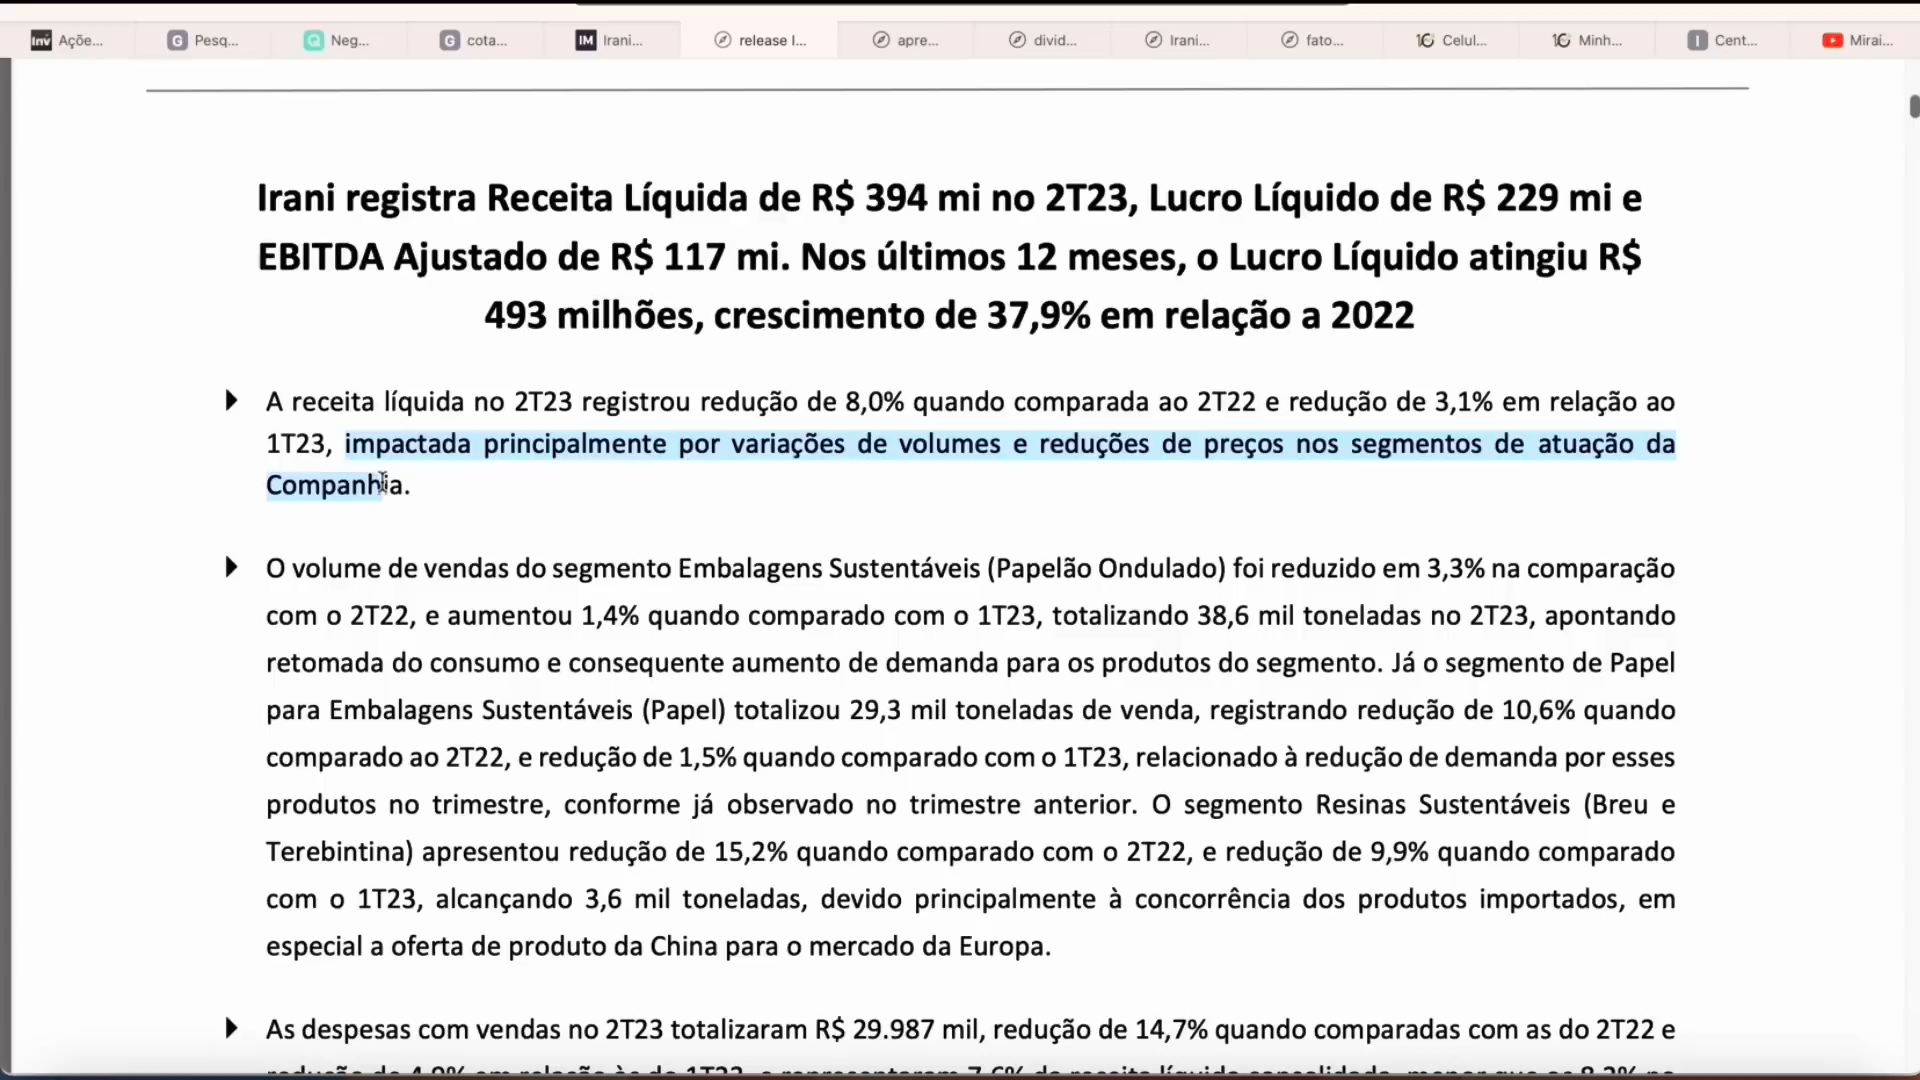 Açõe... Pesq... Neg... cota... IM Irani... release I... apre... divid... Irani... fato... Celul... Minh... Cent... Mirai...
Irani registra Receita Líquida de R$ 394 mi no 2T23, Lucro Líquido de R$ 229 mi e
EBITDA Ajustado de R$ 117 mi. Nos últimos 12 meses, o Lucro Líquido atingiu R$
493 milhões, crescimento de 37,9% em relação a 2022
A receita líquida no 2T23 registrou redução de 8,0% quando comparada ao 2T22 e redução de 3,1% em relação ao
1T23, impactada principalmente por variações de volumes e reduções de preços nos segmentos de atuação da
Companhia.
O volume de vendas do segmento Embalagens Sustentáveis (Papelão Ondulado) foi reduzido em 3,3% na comparação
com o 2T22, e aumentou 1,4% quando comparado com o 1T23, totalizando 38,6 mil toneladas no 2T23, apontando
retomada do consumo e consequente aumento de demanda para os produtos do segmento. Já o segmento de Papel
para Embalagens Sustentáveis (Papel) totalizou 29,3 mil toneladas de venda, registrando redução de 10,6% quando
comparado ao 2T22, e redução de 1,5% quando comparado com o 1T23, relacionado à redução de demanda por esses
produtos no trimestre, conforme já observado no trimestre anterior. O segmento Resinas Sustentáveis (Breu e
Terebintina) apresentou redução de 15,2% quando comparado com o 2T22, e redução de 9,9% quando comparado
com o 1T23, alcançando 3,6 mil toneladas, devido principalmente à concorrência dos produtos importados, em
especial a oferta de produto da China para o mercado da Europa.
As despesas com vendas no 2T23 totalizaram R$ 29.987 mil, redução de 14,7% quando comparadas com as do 2T22 e